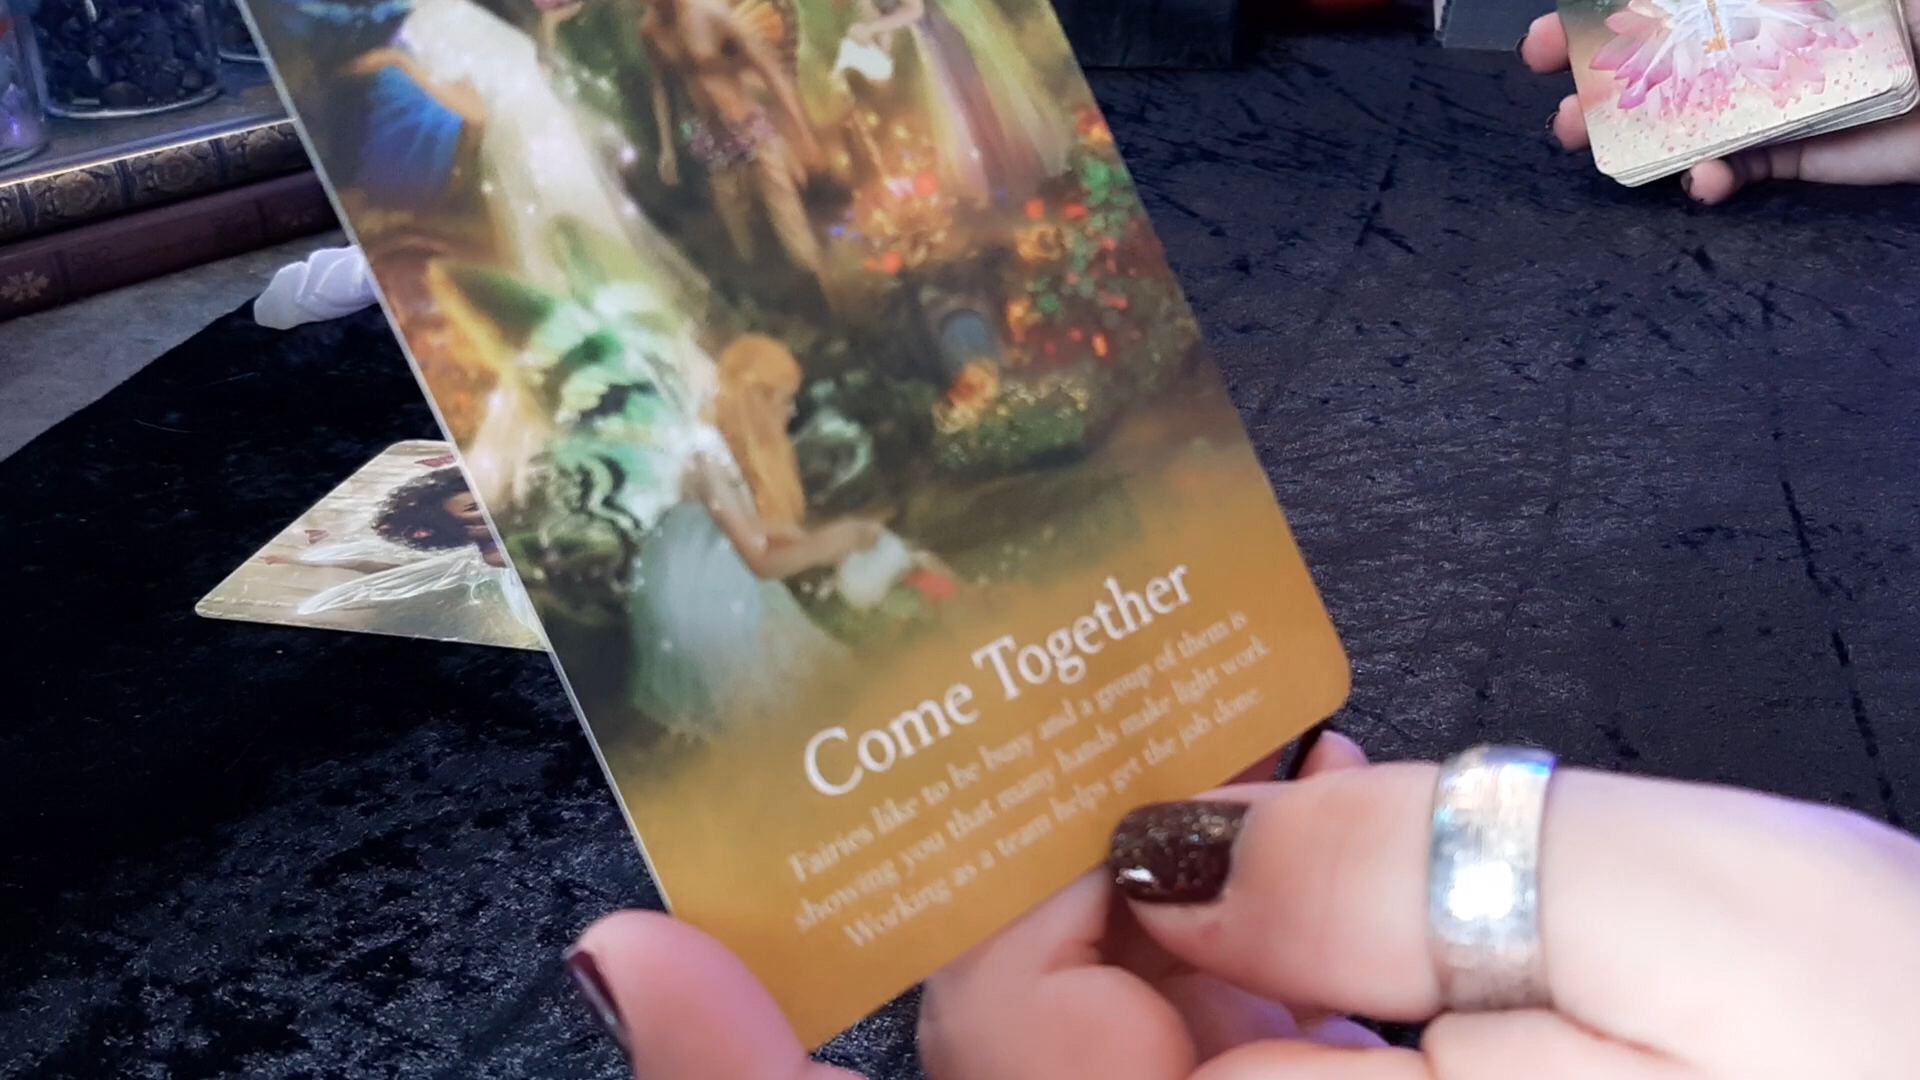 Come Together
Fairies like to be busy and a group of them is
showing you that many hands make light work.
Working as a team helps get the job done.